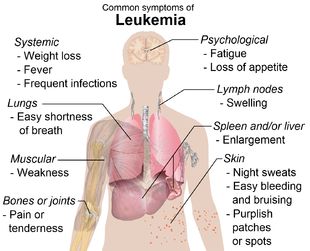 Common symptoms of
Leukemia
Systemic
- Weight loss
- Fever
- Frequent infections
Psychological
- Fatigue
- Loss of appetite
Lymph nodes
- Swelling
Lungs
- Easy shortness
of breath
Spleen and/or liver
- Enlargement
Muscular
- Weakness
Skin
- Night sweats
- Easy bleeding
and bruising
- Purplish
patches
or spots
Bones or joints
- Pain or
tenderness